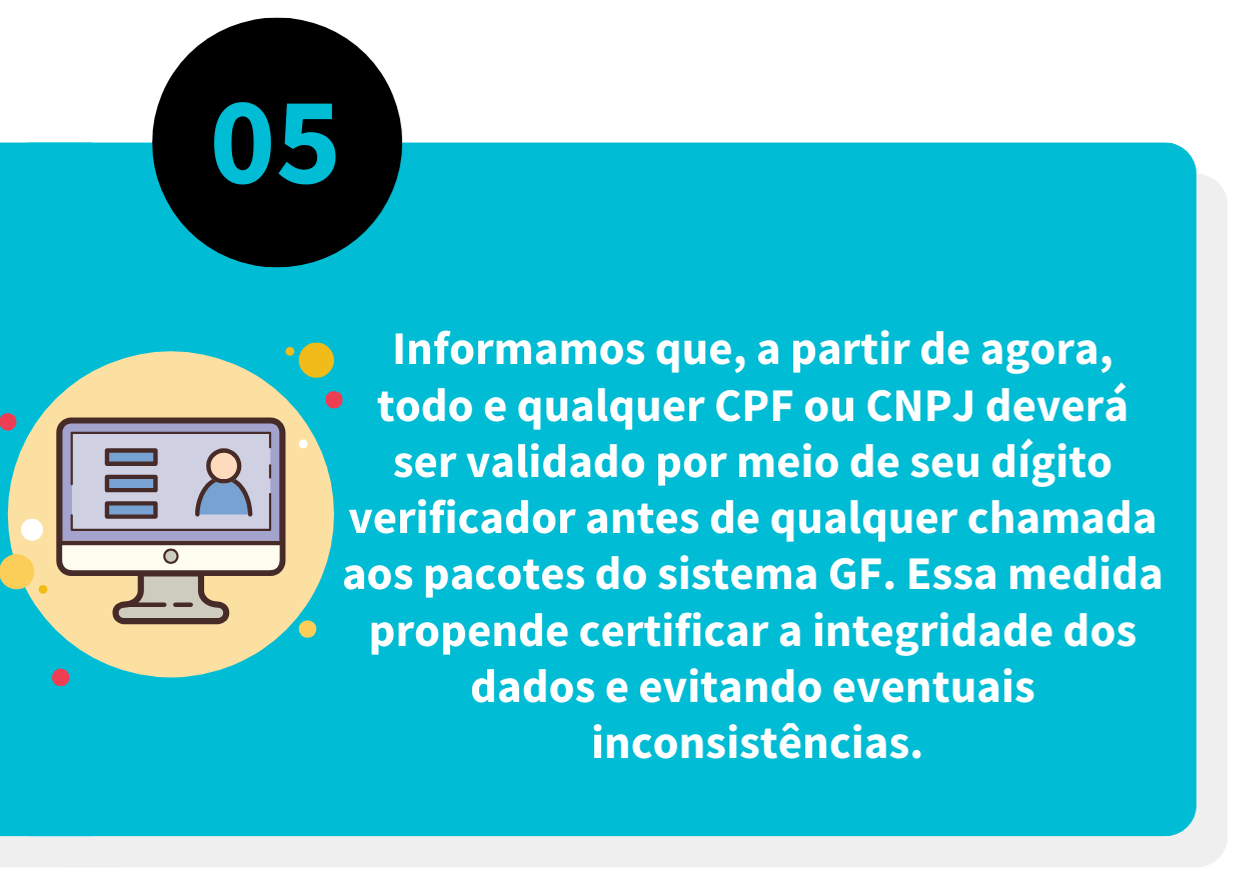 05
Informamos que, a partir de agora,
todo e qualquer CPF ou CNPJ deverá
ser validado por meio de seu dígito
verificador antes de qualquer chamada
aos pacotes do sistema GF. Essa medida
propende certificar a integridade dos
dados e evitando eventuais
inconsistências.